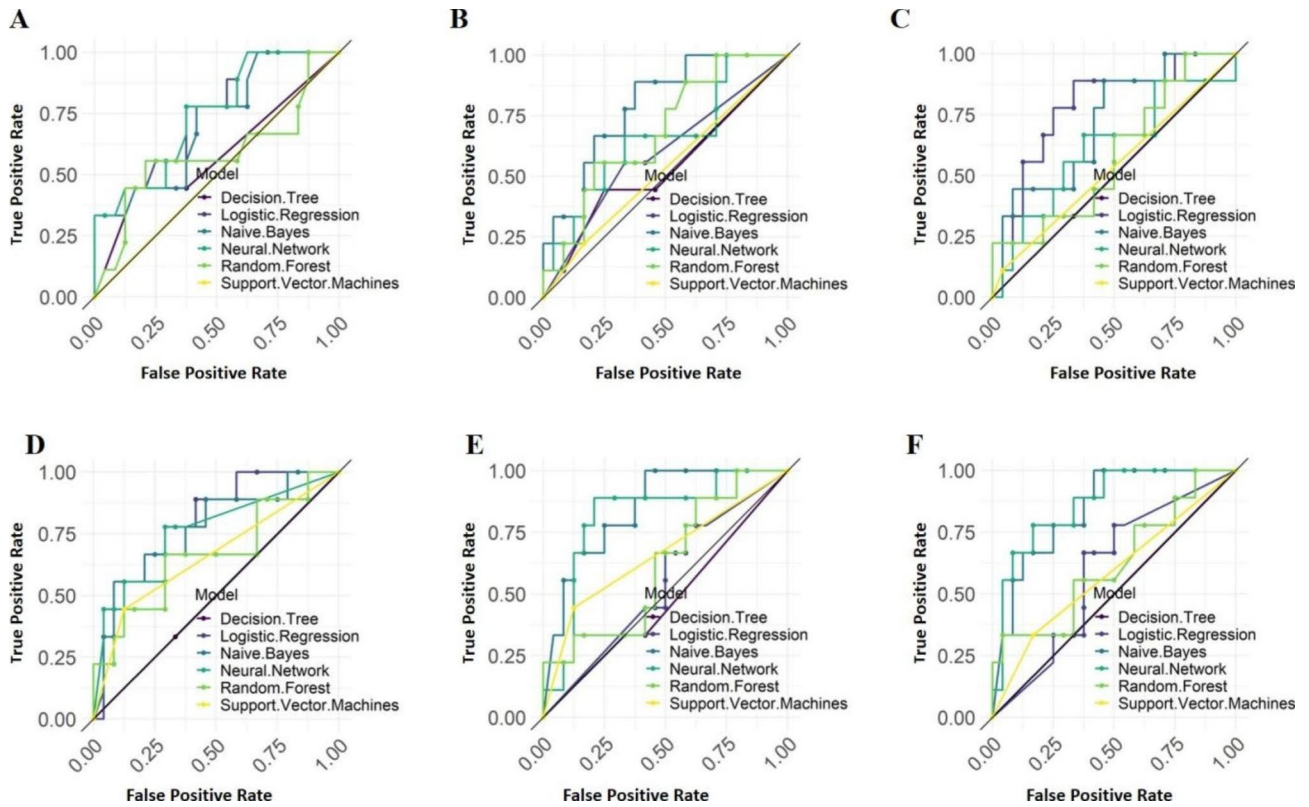 A
True Positive Rate
1.00
0.75
0.50
0.25
0.00
Model
Decision.Tree
Logistic.Regression
Naive.Bayes
Neural.Network
Random.Forest
Support.Vector.Machines
0.00 0.25 0.50 0.75 1.00
False Positive Rate
B
True Positive Rate
1.00
0.75
0.50
0.25
0.00
Model
Decision.Tree
Logistic.Regression
Naive.Bayes
Neural.Network
Random.Forest
Support.Vector.Machines
0.00 0.25 0.50 0.75 1.00
False Positive Rate
C
True Positive Rate
1.00
0.75
0.50
0.25
0.00
Model
Decision.Tree
Logistic.Regression
Naive.Bayes
Neural.Network
Random.Forest
Support.Vector.Machines
0.00 0.25 0.50 0.75 1.00
False Positive Rate
D
True Positive Rate
1.00
0.75
0.50
0.25
0.00
Model
Decision.Tree
Logistic.Regression
Naive.Bayes
Neural.Network
Random.Forest
Support.Vector.Machines
0.00 0.25 0.50 0.75 1.00
False Positive Rate
E
True Positive Rate
1.00
0.75
0.50
0.25
0.00
Model
Decision.Tree
Logistic.Regression
Naive.Bayes
Neural.Network
Random.Forest
Support.Vector.Machines
0.00 0.25 0.50 0.75 1.00
False Positive Rate
F
True Positive Rate
1.00
0.75
0.50
0.25
0.00
Model
Decision.Tree
Logistic.Regression
Naive.Bayes
Neural.Network
Random.Forest
Support.Vector.Machines
0.00 0.25 0.50 0.75 1.00
False Positive Rate